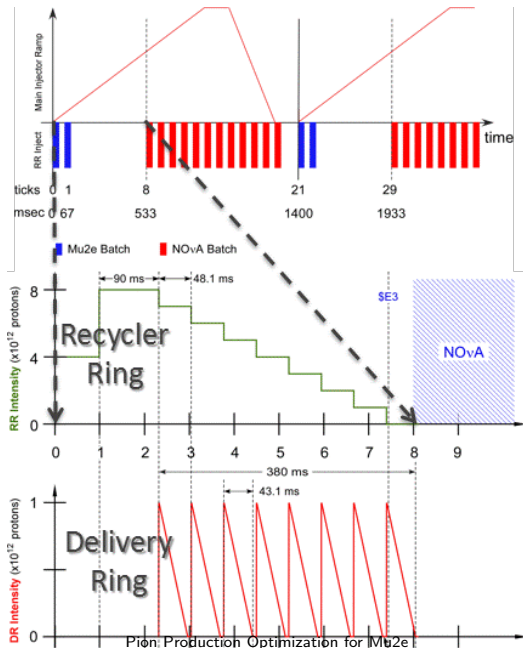 Main Injector Ramp
RR Inject
time
ticks 0 1 8 21 29
msec 0 67 533 1400 1933
Mu2e Batch NOνA Batch
90 ms 48.1 ms
RR Intensity (x10¹² protons)
8
4
0
Recycler
Ring
$E3
NOνA
0 1 2 3 4 5 6 7 8 9
380 ms
43.1 ms
DR Intensity (x10¹² protons)
1
0
Delivery
Ring
Pion Production Optimization for Mu2e